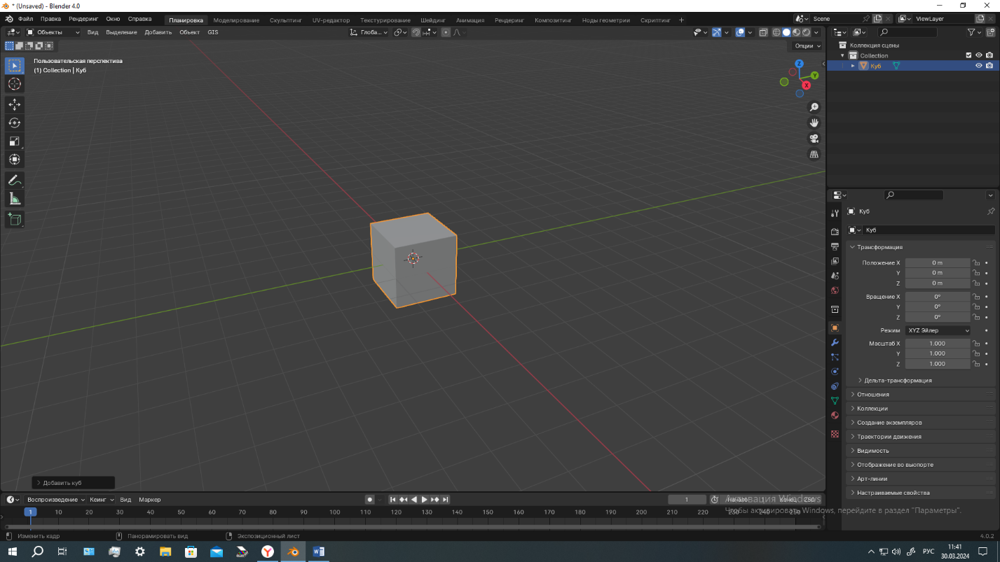 * (Unsaved) - Blender 4.0
Файл Правка Рендеринг Окно Справка Планировка Моделирование Скульптинг UV-редактор Текстурирование Шейдинг Анимация Рендеринг Композитинг Ноды геометрии Скриптинг + Scene ViewLayer
Объекты Вид Выделение Добавить Объект GIS Глоба...
Опции
Пользовательская перспектива
(1) Collection | Куб
Z
Y
X
Коллекция сцены
Collection
Куб
Куб
Куб
Трансформация
Положение X 0 m
Y 0 m
Z 0 m
Вращение X 0°
Y 0°
Z 0°
Режим XYZ Эйлер
Масштаб X 1.000
Y 1.000
Z 1.000
Дельта-трансформация
Отношения
Коллекции
Создание экземпляров
Траектории движения
Видимость
Отображение во вьюпорте
Арт-линии
Настраиваемые свойства
Добавить куб
Воспроизведение Кеинг Вид Маркер 1 Начало 1 Конец 250
Активация Windows
Чтобы активировать Windows, перейдите в раздел "Параметры".
1 10 20 30 40 50 60 70 80 90 100 110 120 130 140 150 160 170 180 190 200 210 220 230 240 250
Изменить кадр Панорамировать вид Экспозиционный лист 4.0.2
РУС
11:41
30.03.2024